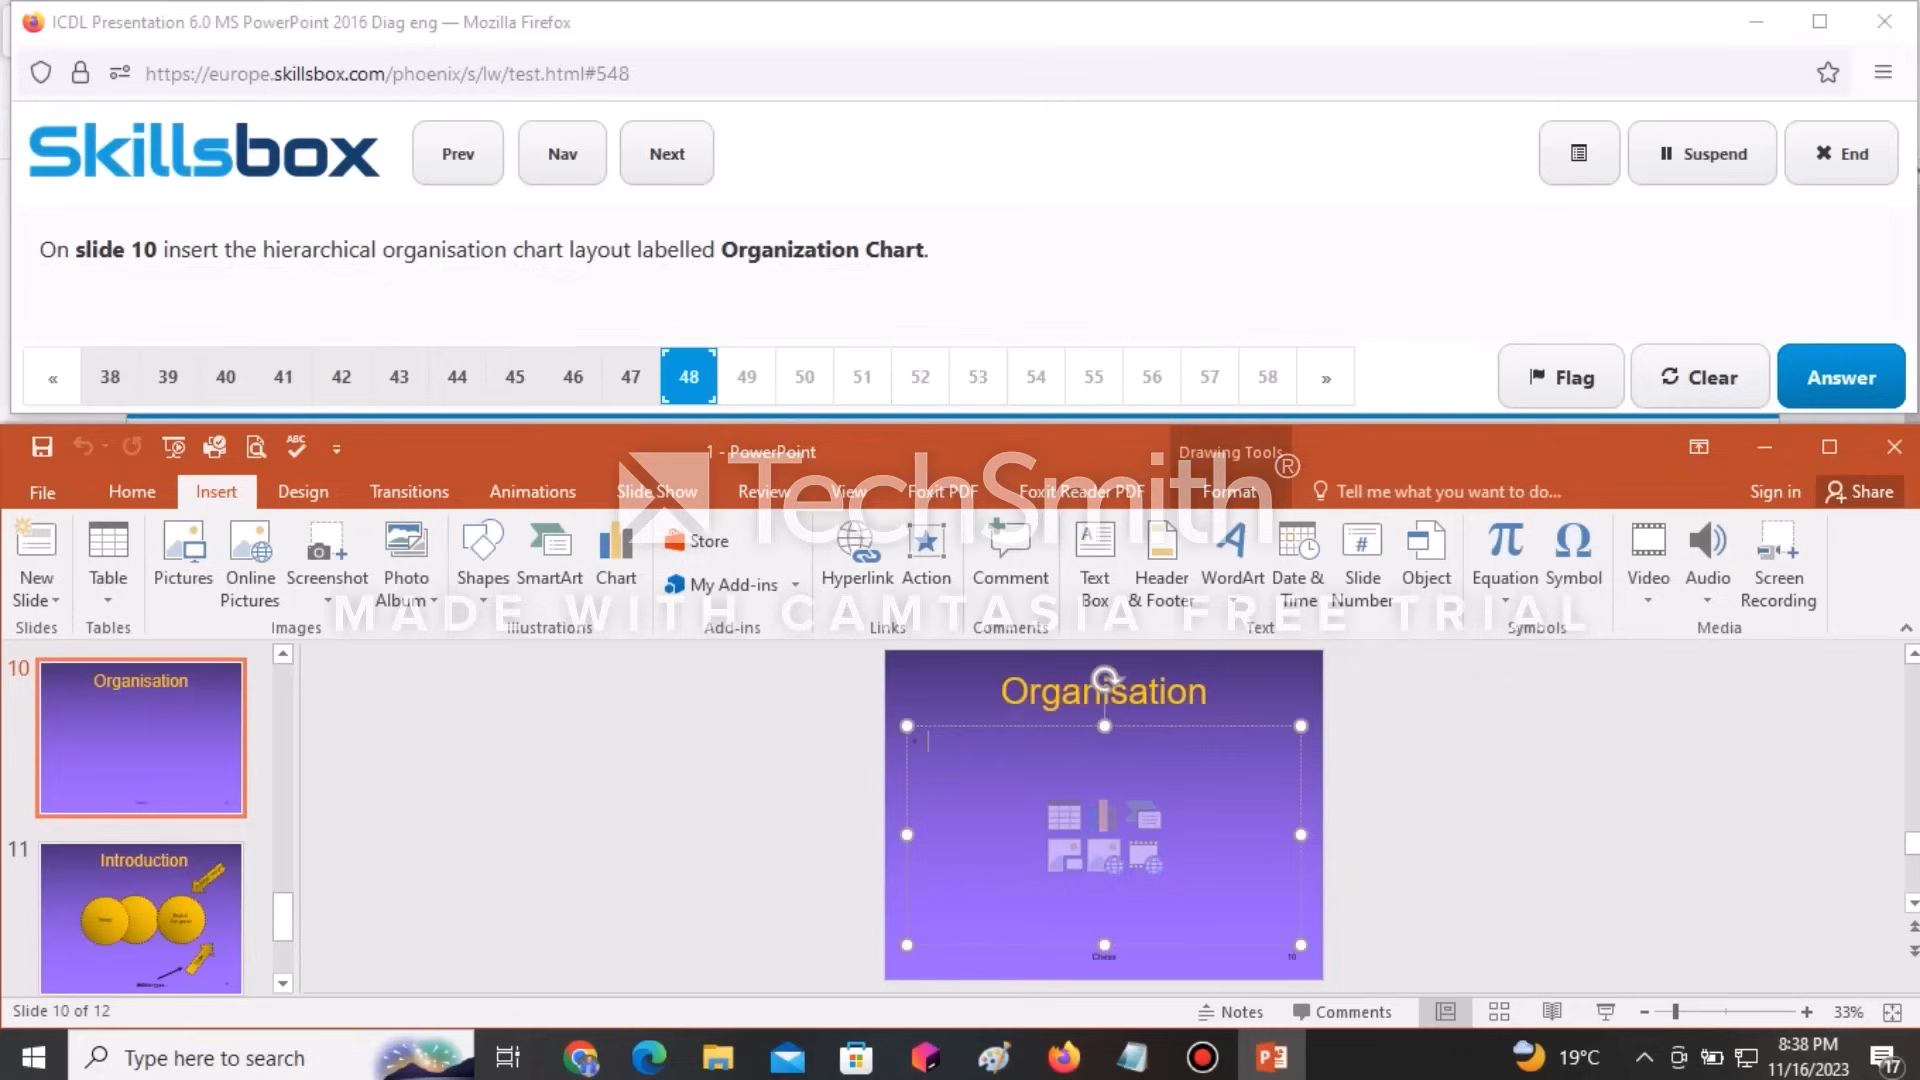 ICDL Presentation 6.0 MS PowerPoint 2016 Diag eng — Mozilla Firefox
https://europe.skillsbox.com/phoenix/s/lw/test.html#548
Skillsbox
Prev
Nav
Next
Suspend
End
On slide 10 insert the hierarchical organisation chart layout labelled Organization Chart.
« 38 39 40 41 42 43 44 45 46 47 48 49 50 51 52 53 54 55 56 57 58 »
Flag
Clear
Answer
ABC
1 - PowerPoint
Drawing Tools
TechSmith®
File Home Insert Design Transitions Animations Slide Show Review View Foxit PDF Foxit Reader PDF Format Tell me what you want to do... Sign in Share
New Slide
Table
Pictures
Online Pictures
Screenshot
Photo Album
Shapes
SmartArt
Chart
Store
My Add-ins
Hyperlink
Action
Comment
Text Box
Header & Footer
WordArt
Date & Time
Slide Number
Object
Equation
Symbol
Video
Audio
Screen Recording
MADE WITH CAMTASIA FREE TRIAL
Slides Tables Images Illustrations Add-ins Links Comments Text Symbols Media
10
Organisation
11
Introduction
Organisation
Chess
10
Slide 10 of 12
Notes
Comments
33%
Type here to search
19°C
8:38 PM
11/16/2023
17